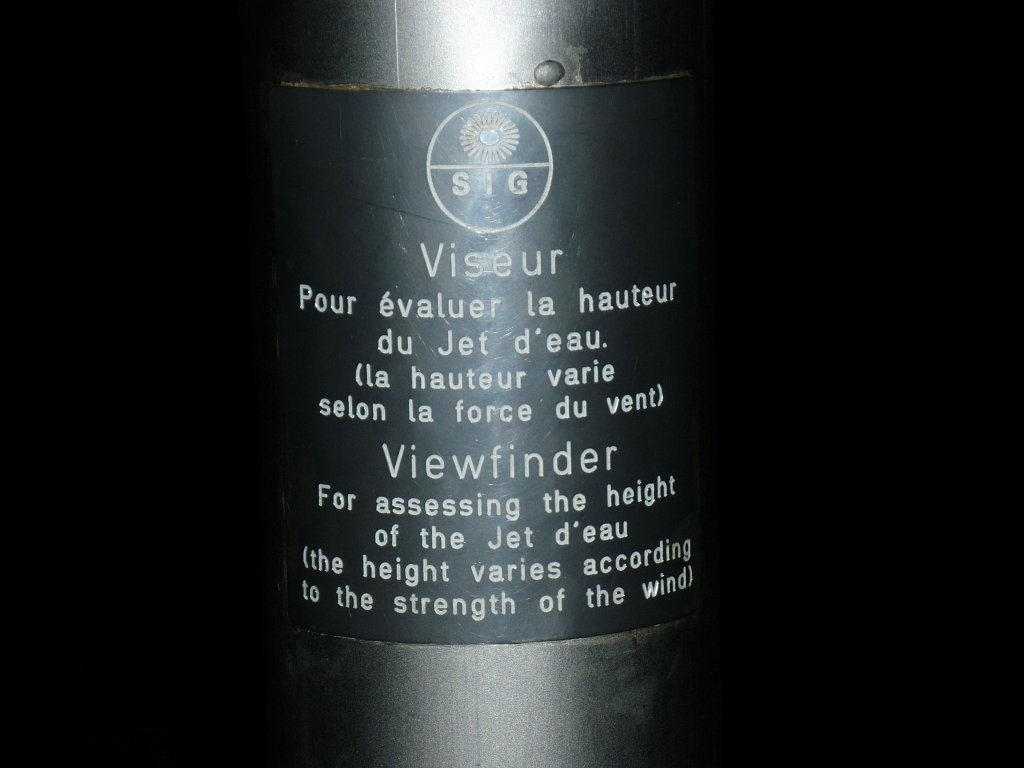 SIG
Viseur
Pour évaluer la hauteur
du Jet d'eau.
(la hauteur varie
selon la force du vent)
Viewfinder
For assessing the height
of the Jet d'eau
(the height varies according
to the strength of the wind)